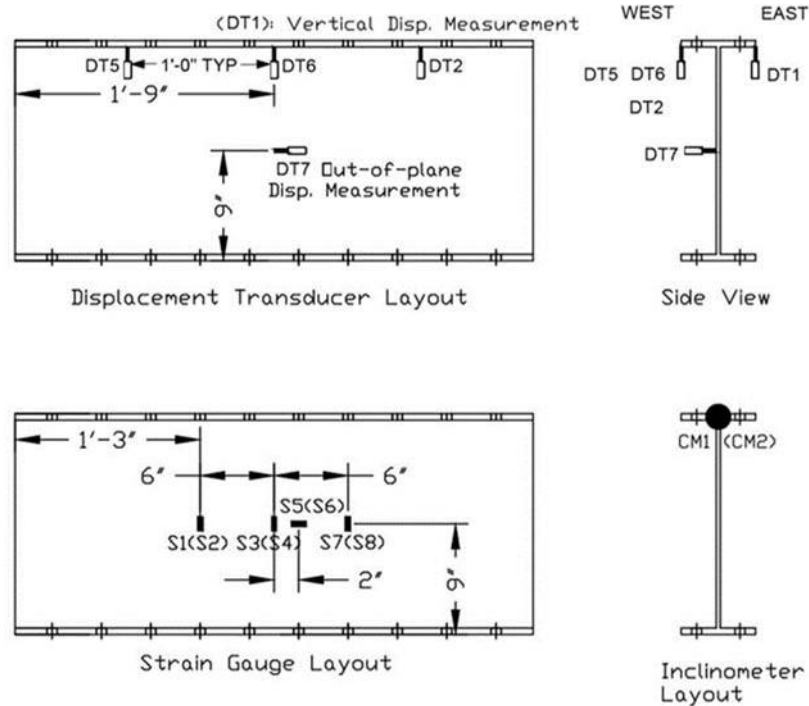 (DT1): Vertical Disp. Measurement
WEST EAST
DT5 1'-0" TYP DT6 DT2
DT5 DT6 DT1
1'-9"
DT2
DT7 Out-of-plane
Disp. Measurement
9"
DT7
Displacement Transducer Layout
Side View
1'-3"
6" 6"
CM1 (CM2)
S5(S6)
S1(S2) S3(S4) S7(S8)
2"
9"
Strain Gauge Layout
Inclinometer
Layout